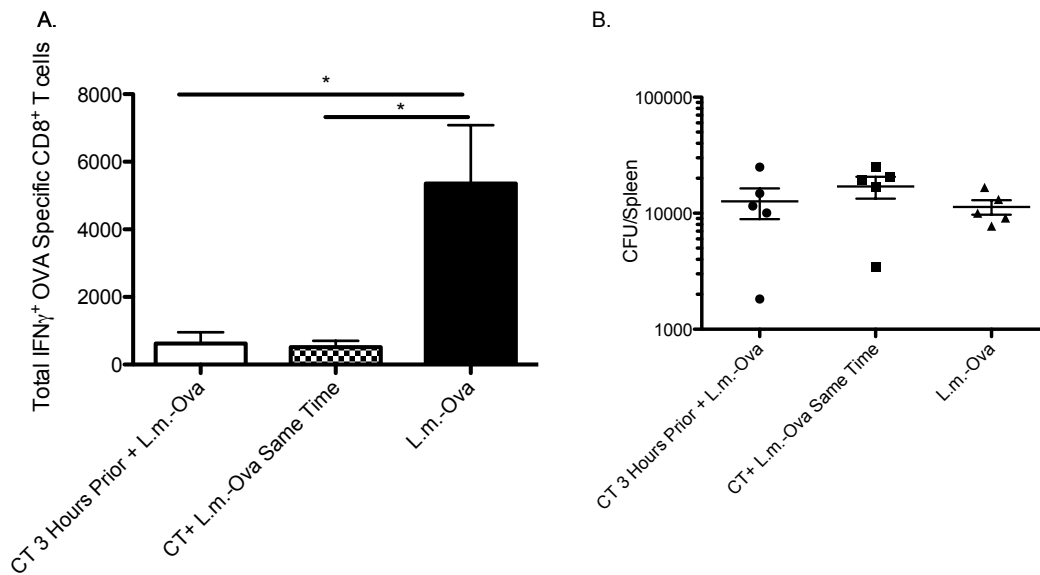 A.
Total IFNγ+ OVA Specific CD8+ T cells
8000
6000
4000
2000
0
*
*
CT 3 Hours Prior + L.m.-Ova
CT+ L.m.-Ova Same Time
L.m.-Ova
B.
CFU/Spleen
100000
10000
1000
CT 3 Hours Prior + L.m.-Ova
CT+ L.m.-Ova Same Time
L.m.-Ova